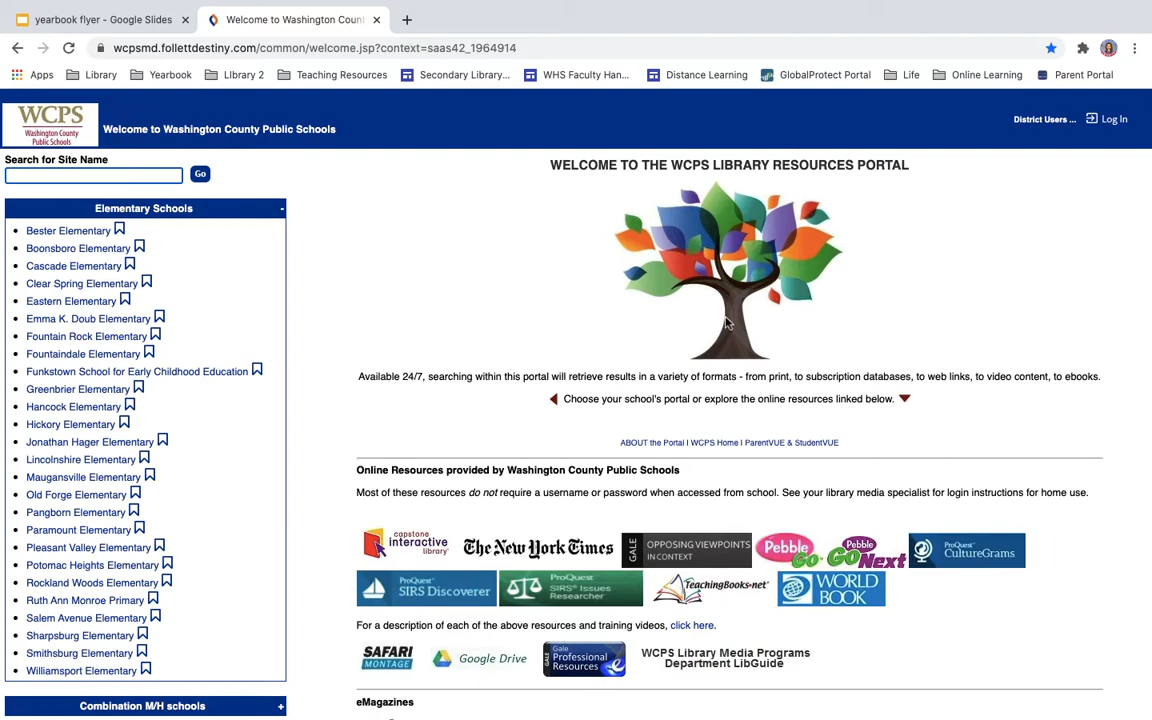 yearbook flyer - Google Slides
Welcome to Washington Coun
wcpsmd.follettdestiny.com/common/welcome.jsp?context=saas42_1964914
Apps Library Yearbook LIbrary 2 Teaching Resources Secondary Library... WHS Faculty Han... Distance Learning GlobalProtect Portal Life Online Learning Parent Portal
WCPS
Washington County
Public Schools
Welcome to Washington County Public Schools
District Users ... Log In
Search for Site Name
Go
Elementary Schools -
Bester Elementary
Boonsboro Elementary
Cascade Elementary
Clear Spring Elementary
Eastern Elementary
Emma K. Doub Elementary
Fountain Rock Elementary
Fountaindale Elementary
Funkstown School for Early Childhood Education
Greenbrier Elementary
Hancock Elementary
Hickory Elementary
Jonathan Hager Elementary
Lincolnshire Elementary
Maugansville Elementary
Old Forge Elementary
Pangborn Elementary
Paramount Elementary
Pleasant Valley Elementary
Potomac Heights Elementary
Rockland Woods Elementary
Ruth Ann Monroe Primary
Salem Avenue Elementary
Sharpsburg Elementary
Smithsburg Elementary
Williamsport Elementary
Combination M/H schools +
WELCOME TO THE WCPS LIBRARY RESOURCES PORTAL
Available 24/7, searching within this portal will retrieve results in a variety of formats - from print, to subscription databases, to web links, to video content, to ebooks.
Choose your school's portal or explore the online resources linked below.
ABOUT the Portal I WCPS Home I ParentVUE & StudentVUE
Online Resources provided by Washington County Public Schools
Most of these resources do not require a username or password when accessed from school. See your library media specialist for login instructions for home use.
capstone
interactive
library
The New York Times
GALE OPPOSING VIEWPOINTS
IN CONTEXT
Pebble
Go
Pebble
Go Next
ProQuest
CultureGrams
ProQuest
SIRS Discoverer
ProQuest
SIRS® Issues
Researcher
TeachingBooks.net
WORLD
BOOK
For a description of each of the above resources and training videos, click here.
SAFARI
MONTAGE
Google Drive
Gale
Professional
Resources
WCPS Library Media Programs
Department LibGuide
eMagazines